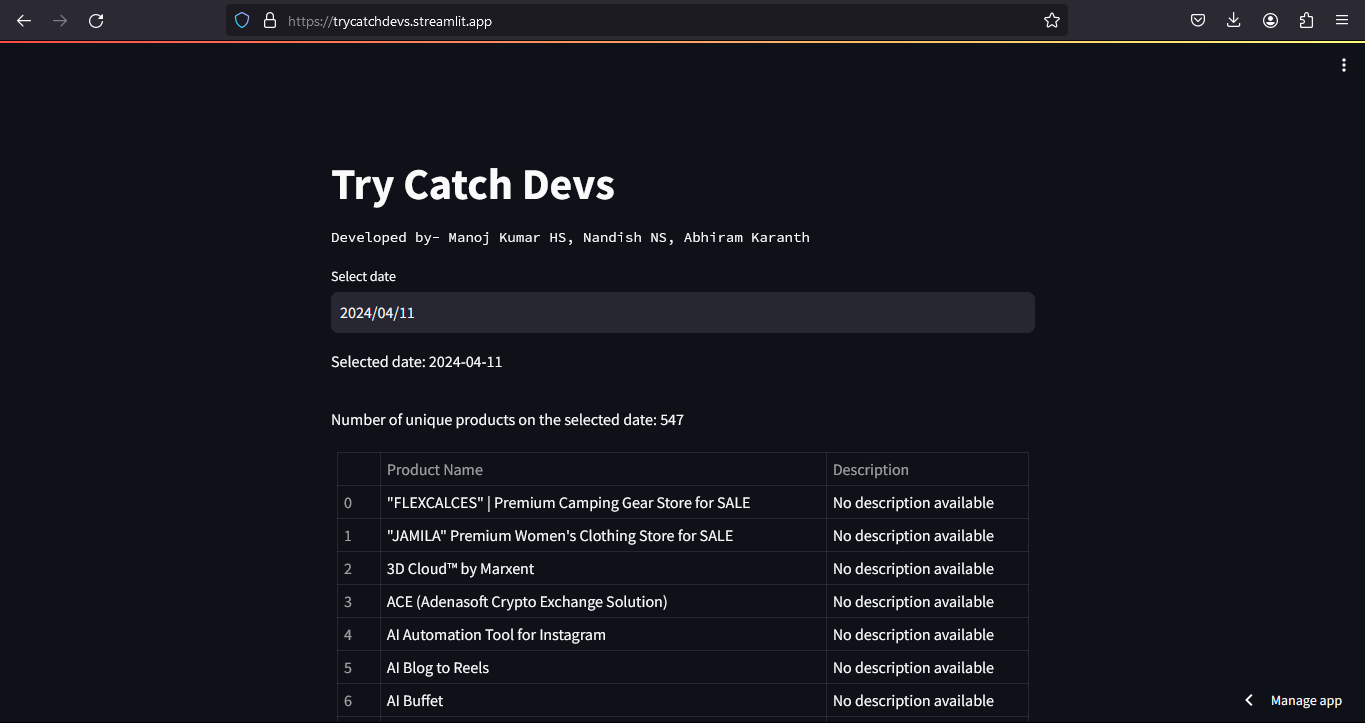 https://trycatchdevs.streamlit.app
Try Catch Devs
Developed by- Manoj Kumar HS, Nandish NS, Abhiram Karanth
Select date
2024/04/11
Selected date: 2024-04-11
Number of unique products on the selected date: 547
Product Name Description
0 "FLEXCALCES" | Premium Camping Gear Store for SALE No description available
1 "JAMILA" Premium Women's Clothing Store for SALE No description available
2 3D Cloud™ by Marxent No description available
3 ACE (Adenasoft Crypto Exchange Solution) No description available
4 AI Automation Tool for Instagram No description available
5 AI Blog to Reels No description available
6 AI Buffet No description available
Manage app